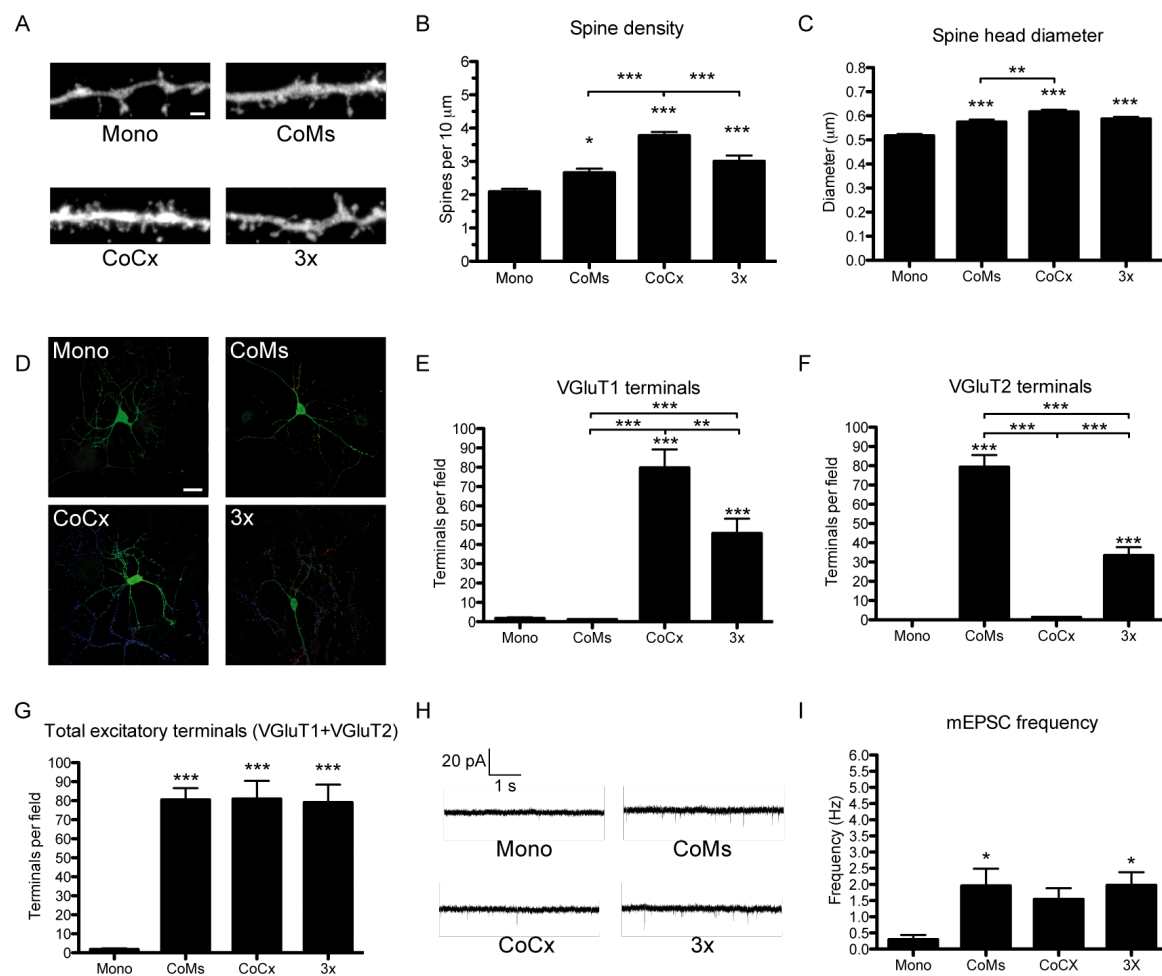 A
Mono
CoMs
CoCx
3x
B
Spine density
*** ***
*
***
***
6
5
4
3
2
1
0
Spines per 10 μm
Mono CoMs CoCx 3x
C
Spine head diameter
**
***
***
***
0.8
0.7
0.6
0.5
0.4
0.3
0.2
0.1
0.0
Diameter (μm)
Mono CoMs CoCx 3x
D
Mono
CoMs
CoCx
3x
E
VGluT1 terminals
***
*** **
***
***
100
90
80
70
60
50
40
30
20
10
0
Terminals per field
Mono CoMs CoCx 3x
F
VGluT2 terminals
***
*** ***
***
***
100
90
80
70
60
50
40
30
20
10
0
Terminals per field
Mono CoMs CoCx 3x
G
Total excitatory terminals (VGluT1+VGluT2)
*** *** ***
100
90
80
70
60
50
40
30
20
10
0
Terminals per field
Mono CoMs CoCx 3x
H
20 pA
1 s
Mono
CoMs
CoCx
3x
I
mEPSC frequency
* *
6.0
5.5
5.0
4.5
4.0
3.5
3.0
2.5
2.0
1.5
1.0
0.5
0.0
Frequency (Hz)
Mono CoMs CoCX 3X